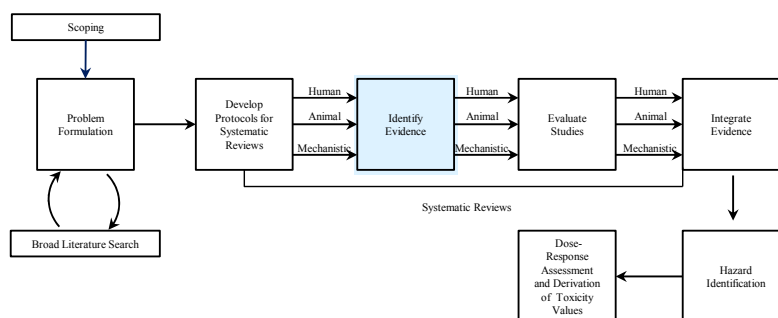 Scoping
Problem
Formulation
Broad Literature Search
Develop
Protocols for
Systematic
Reviews
Human
Animal
Mechanistic
Identify
Evidence
Human
Animal
Mechanistic
Evaluate
Studies
Human
Animal
Mechanistic
Integrate
Evidence
Systematic Reviews
Hazard
Identification
Dose-
Response
Assessment
and Derivation
of Toxicity
Values